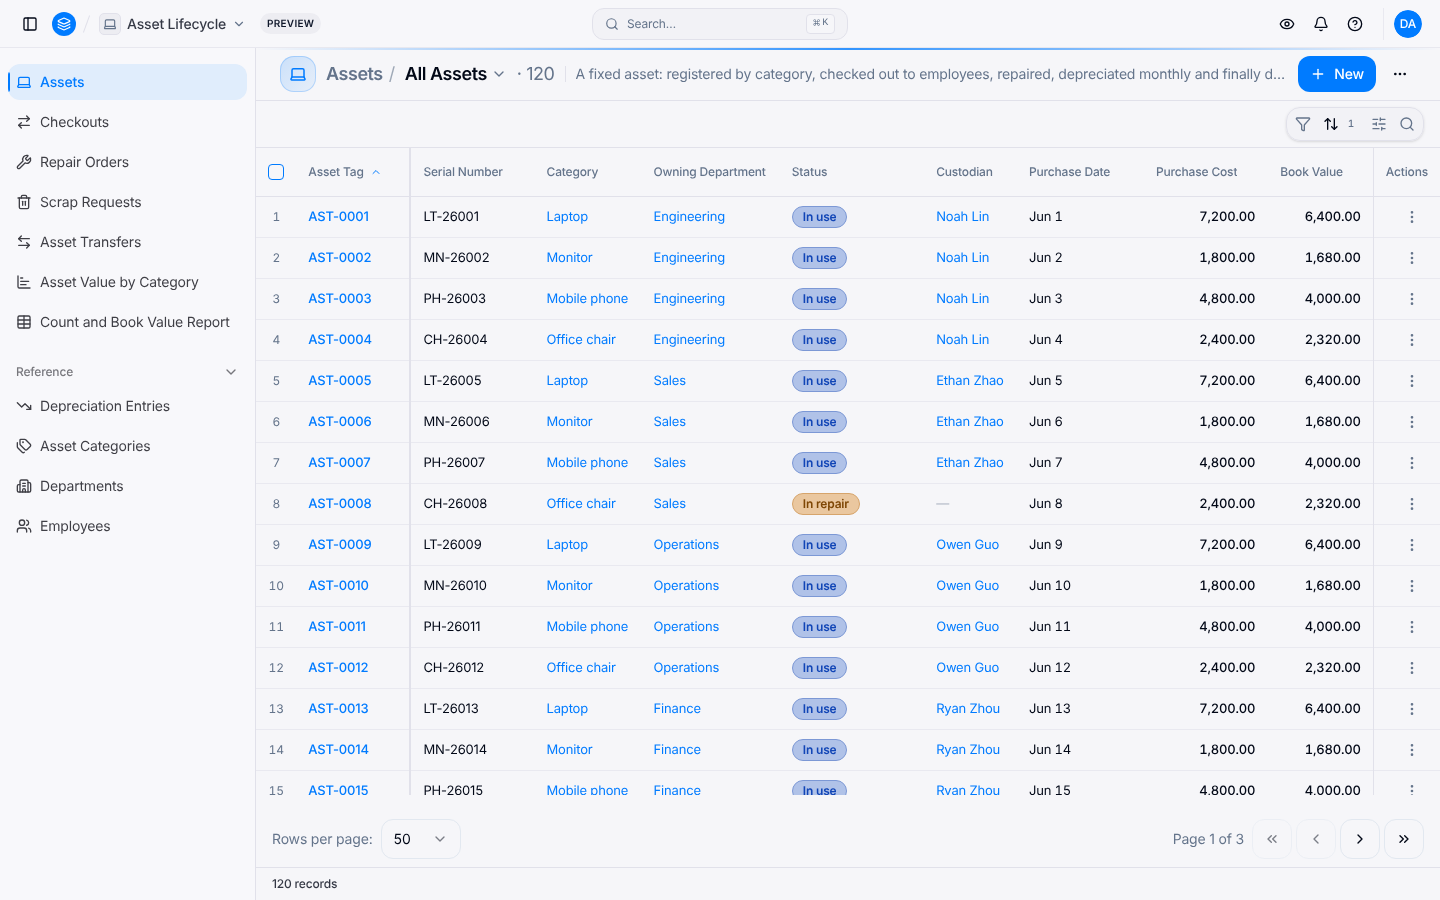 Asset Lifecycle
PREVIEW
Search...
⌘K
DA
Assets
Checkouts
Repair Orders
Scrap Requests
Asset Transfers
Asset Value by Category
Count and Book Value Report
Reference
Depreciation Entries
Asset Categories
Departments
Employees
Assets / All Assets · 120
A fixed asset: registered by category, checked out to employees, repaired, depreciated monthly and finally d...
New
1
Asset Tag Serial Number Category Owning Department Status Custodian Purchase Date Purchase Cost Book Value Actions
1 AST-0001 LT-26001 Laptop Engineering In use Noah Lin Jun 1 7,200.00 6,400.00
2 AST-0002 MN-26002 Monitor Engineering In use Noah Lin Jun 2 1,800.00 1,680.00
3 AST-0003 PH-26003 Mobile phone Engineering In use Noah Lin Jun 3 4,800.00 4,000.00
4 AST-0004 CH-26004 Office chair Engineering In use Noah Lin Jun 4 2,400.00 2,320.00
5 AST-0005 LT-26005 Laptop Sales In use Ethan Zhao Jun 5 7,200.00 6,400.00
6 AST-0006 MN-26006 Monitor Sales In use Ethan Zhao Jun 6 1,800.00 1,680.00
7 AST-0007 PH-26007 Mobile phone Sales In use Ethan Zhao Jun 7 4,800.00 4,000.00
8 AST-0008 CH-26008 Office chair Sales In repair — Jun 8 2,400.00 2,320.00
9 AST-0009 LT-26009 Laptop Operations In use Owen Guo Jun 9 7,200.00 6,400.00
10 AST-0010 MN-26010 Monitor Operations In use Owen Guo Jun 10 1,800.00 1,680.00
11 AST-0011 PH-26011 Mobile phone Operations In use Owen Guo Jun 11 4,800.00 4,000.00
12 AST-0012 CH-26012 Office chair Operations In use Owen Guo Jun 12 2,400.00 2,320.00
13 AST-0013 LT-26013 Laptop Finance In use Ryan Zhou Jun 13 7,200.00 6,400.00
14 AST-0014 MN-26014 Monitor Finance In use Ryan Zhou Jun 14 1,800.00 1,680.00
15 AST-0015 PH-26015 Mobile phone Finance In use Ryan Zhou Jun 15 4,800.00 4,000.00
Rows per page: 50
Page 1 of 3
120 records